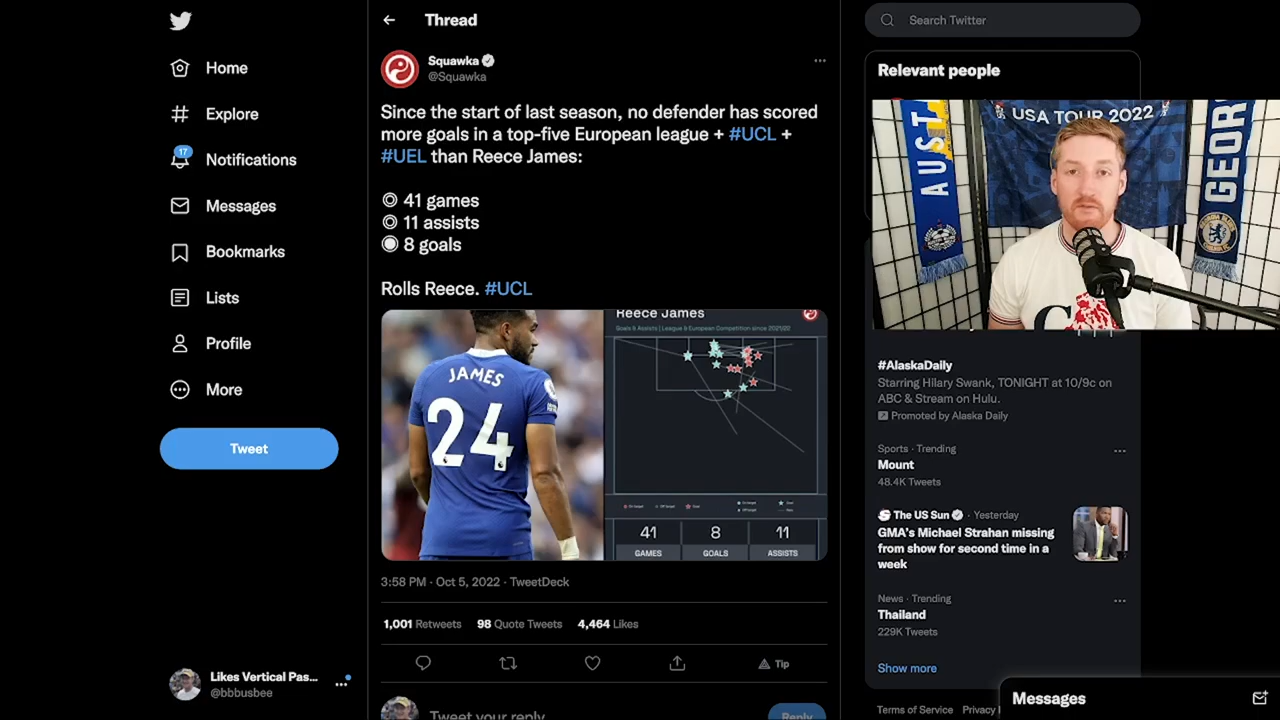 Home
Explore
17
Notifications
Messages
Bookmarks
Lists
Profile
More
Tweet
Likes Vertical Pas...
@bbbusbee
Thread
Squawka
@Squawka
Since the start of last season, no defender has scored
more goals in a top-five European league + #UCL +
#UEL than Reece James:
41 games
11 assists
8 goals
Rolls Reece. #UCL
JAMES
24
Reece James
Goals & Assists | League & European Competition since 2021/22
41
8
11
GAMES
GOALS
ASSISTS
3:58 PM · Oct 5, 2022 · TweetDeck
1,001 Retweets 98 Quote Tweets 4,464 Likes
Tip
Tweet your reply
Reply
Search Twitter
Relevant people
USA TOUR 2022
AUST
GEOR
#AlaskaDaily
Starring Hilary Swank, TONIGHT at 10/9c on
ABC & Stream on Hulu.
Promoted by Alaska Daily
Sports · Trending
Mount
48.4K Tweets
The US Sun · Yesterday
GMA's Michael Strahan missing
from show for second time in a
week
News · Trending
Thailand
229K Tweets
Show more
Terms of Service Privacy
Messages